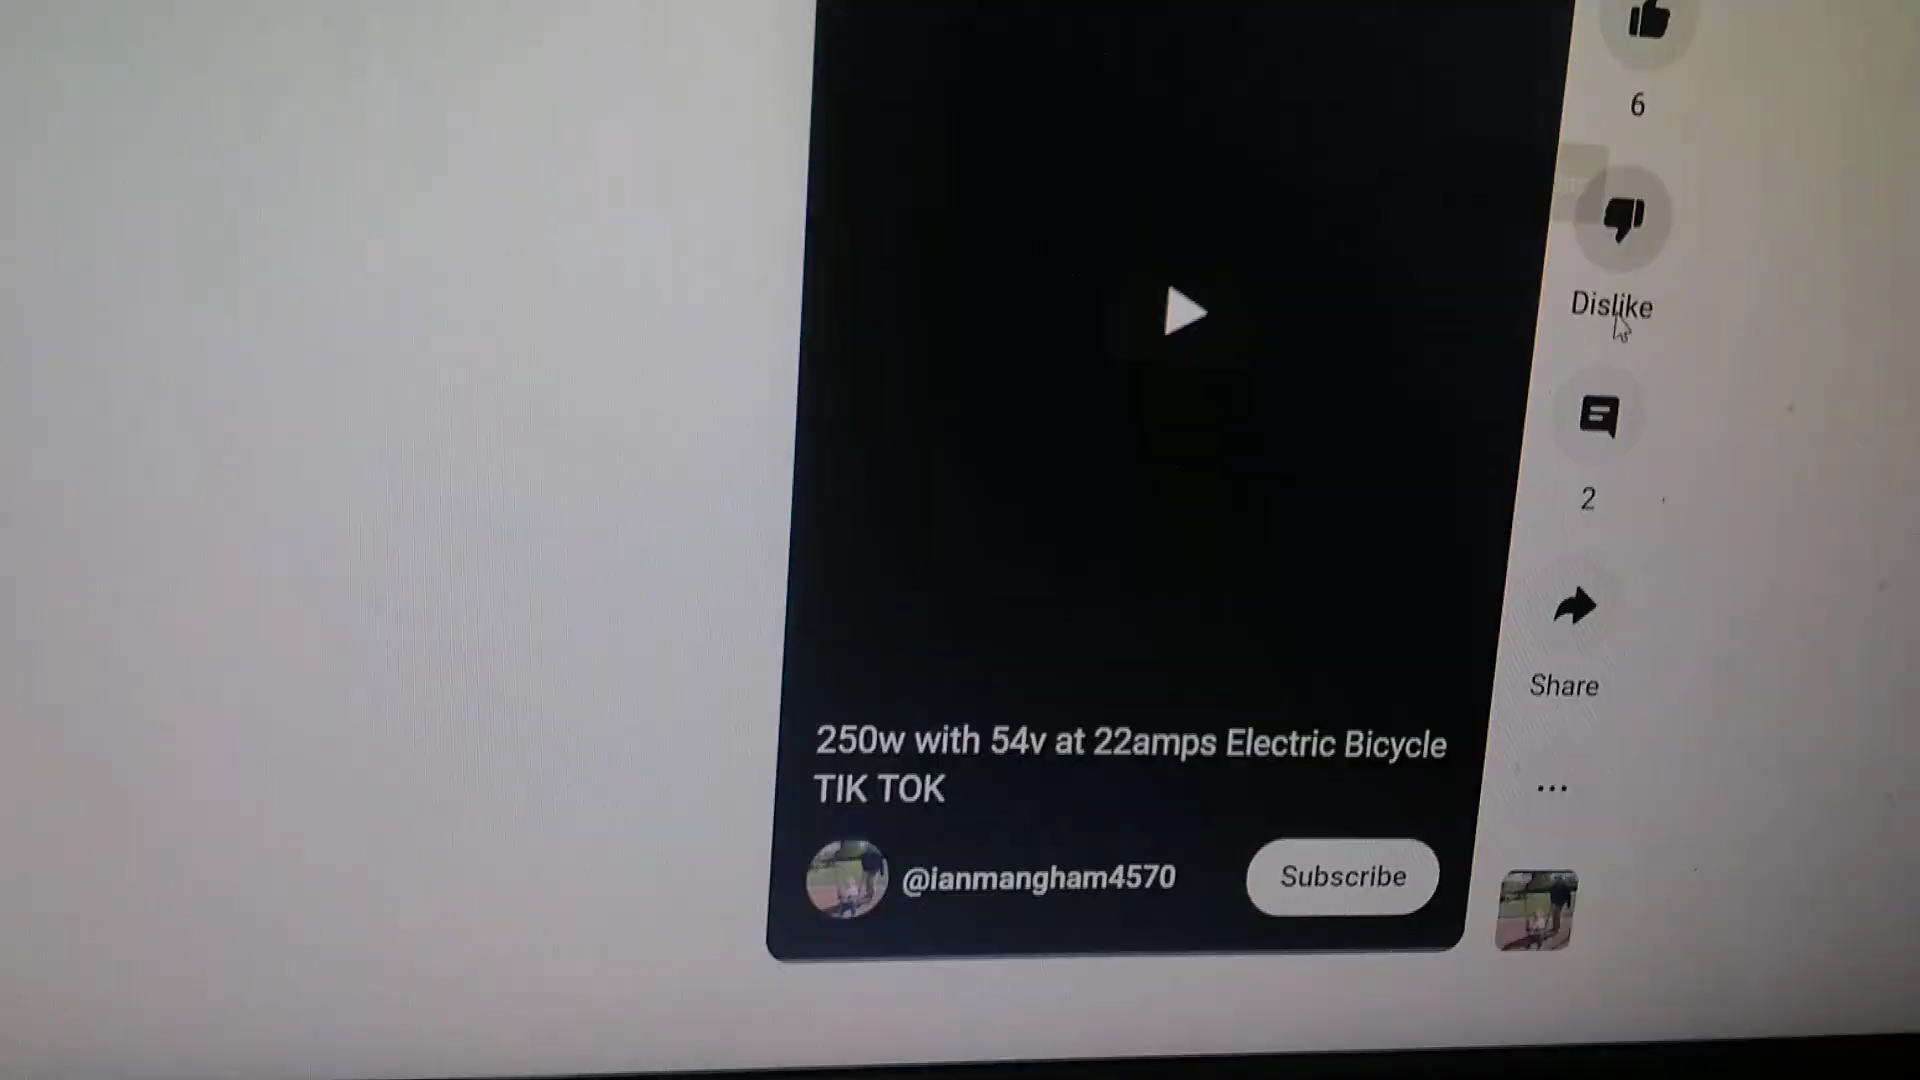 6
Dislike
2
Share
250w with 54v at 22amps Electric Bicycle
TIK TOK
...
@ianmangham4570
Subscribe